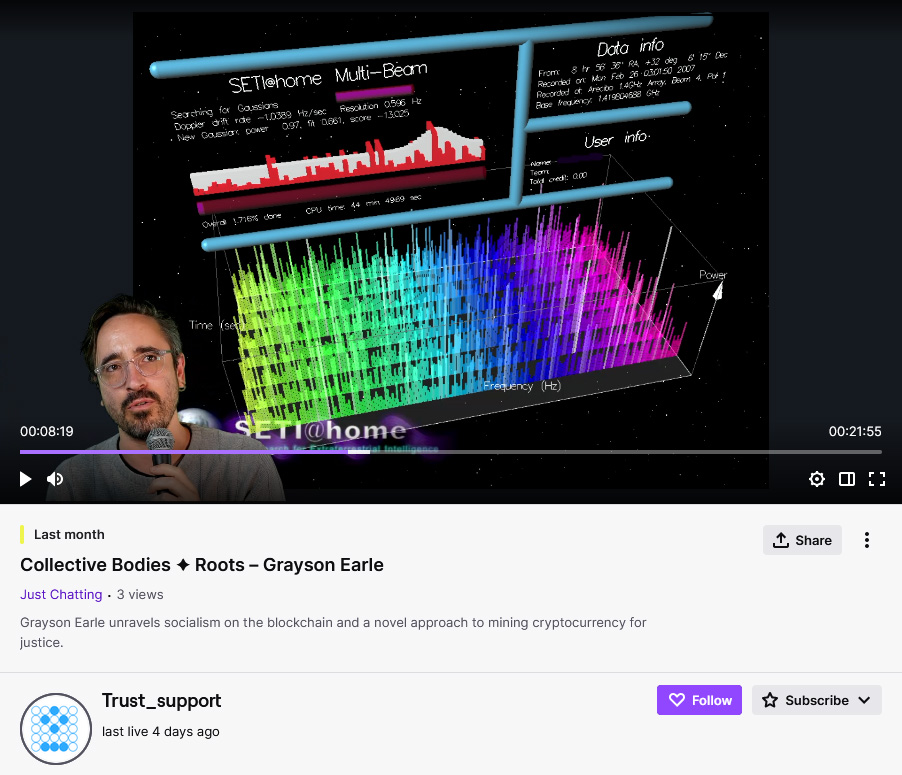 SETI@home Multi-Beam
Searching for Gaussians
Doppler drift rate -1.0389 Hz/sec Resolution 0.596 Hz
New Gaussian: power 0.97, fit 0.661, score -13.025
Overall 1.716% done CPU time: 44 min 49.69 sec
Data info
From: 8 hr 56' 36" RA, +32 deg 6' 15" Dec
Recorded on: Mon Feb 26 03:01:50 2007
Recorded at: Arecibo 1.4GHz Array, Beam 4, Pol 1
Base frequency: 1.419804688 GHz
User info
Name:
Team:
Total credit: 0.00
Power
Time (sec
Frequency (Hz)
SETI@home
Search for Extraterrestrial Intelligence
00:08:19
00:21:55
Last month
Share
Collective Bodies ✦ Roots – Grayson Earle
Just Chatting · 3 views
Grayson Earle unravels socialism on the blockchain and a novel approach to mining cryptocurrency for
justice.
Trust_support
last live 4 days ago
Follow
Subscribe